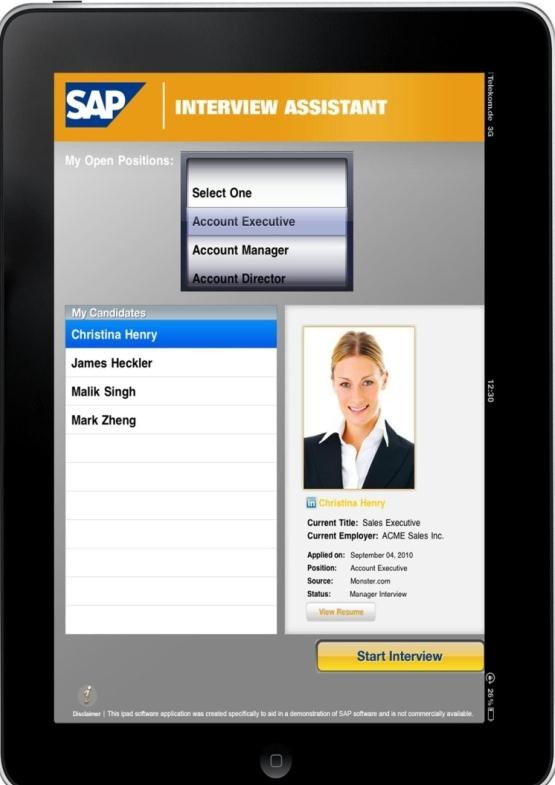 SAP
INTERVIEW ASSISTANT
Telekom.de 3G
My Open Positions:
Select One
Account Executive
Account Manager
Account Director
My Candidates
Christina Henry
James Heckler
Malik Singh
Mark Zheng
12:30
in Christina Henry
Current Title: Sales Executive
Current Employer: ACME Sales Inc.
Applied on: September 04, 2010
Position: Account Executive
Source: Monster.com
Status: Manager Interview
View Resume
Start Interview
26 %
i
Disclaimer | This ipad software application was created specifically to aid in a demonstration of SAP software and is not commercially available.